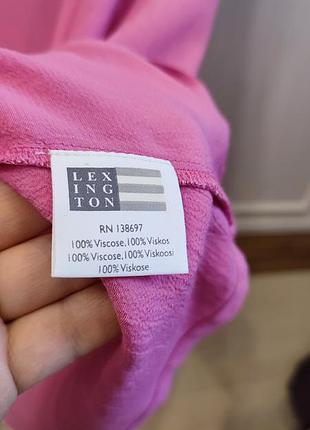 LEX
ING
TON
RN 138697
100% Viscose, 100% Viskos
100% Viscose, 100% Viskoosi
100% Viskose